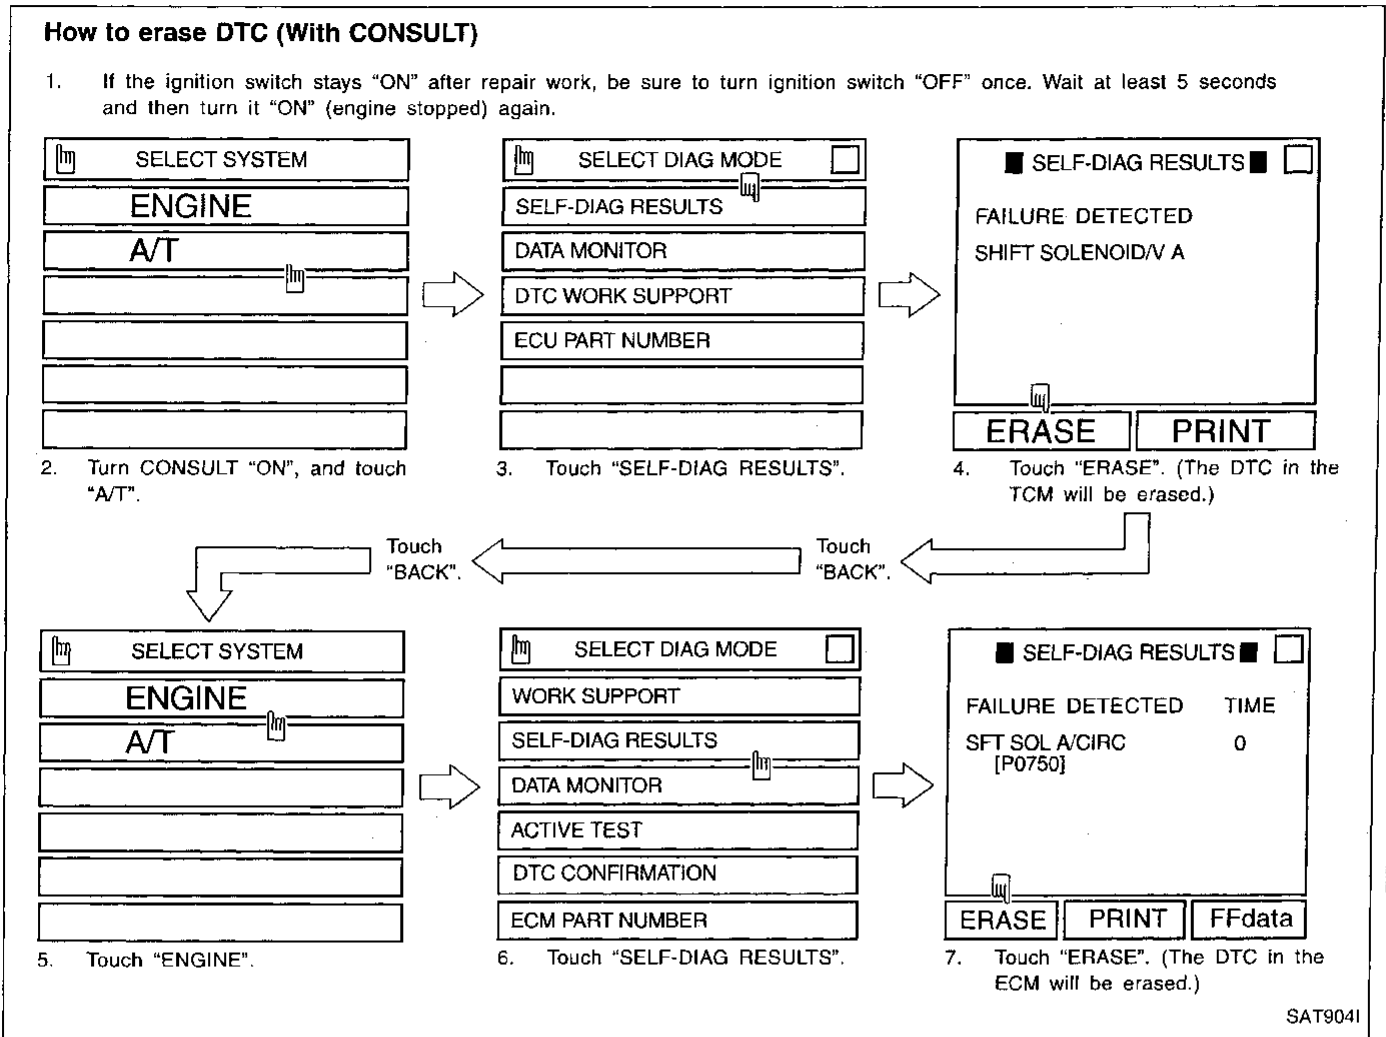 How to erase DTC (With CONSULT)
1. If the ignition switch stays “ON” after repair work, be sure to turn ignition switch “OFF” once. Wait at least 5 seconds
and then turn it “ON” (engine stopped) again.
SELECT SYSTEM
ENGINE
A/T
2. Turn CONSULT “ON”, and touch
“A/T”.
SELECT DIAG MODE
SELF-DIAG RESULTS
DATA MONITOR
DTC WORK SUPPORT
ECU PART NUMBER
3. Touch “SELF-DIAG RESULTS”.
SELF-DIAG RESULTS
FAILURE DETECTED
SHIFT SOLENOID/V A
ERASE PRINT
4. Touch “ERASE”. (The DTC in the
TCM will be erased.)
Touch
“BACK”.
Touch
“BACK”.
SELECT SYSTEM
ENGINE
A/T
5. Touch “ENGINE”.
SELECT DIAG MODE
WORK SUPPORT
SELF-DIAG RESULTS
DATA MONITOR
ACTIVE TEST
DTC CONFIRMATION
ECM PART NUMBER
6. Touch “SELF-DIAG RESULTS”.
SELF-DIAG RESULTS
FAILURE DETECTED TIME
SFT SOL A/CIRC 0
[P0750]
ERASE PRINT FFdata
7. Touch “ERASE”. (The DTC in the
ECM will be erased.)
SAT904I